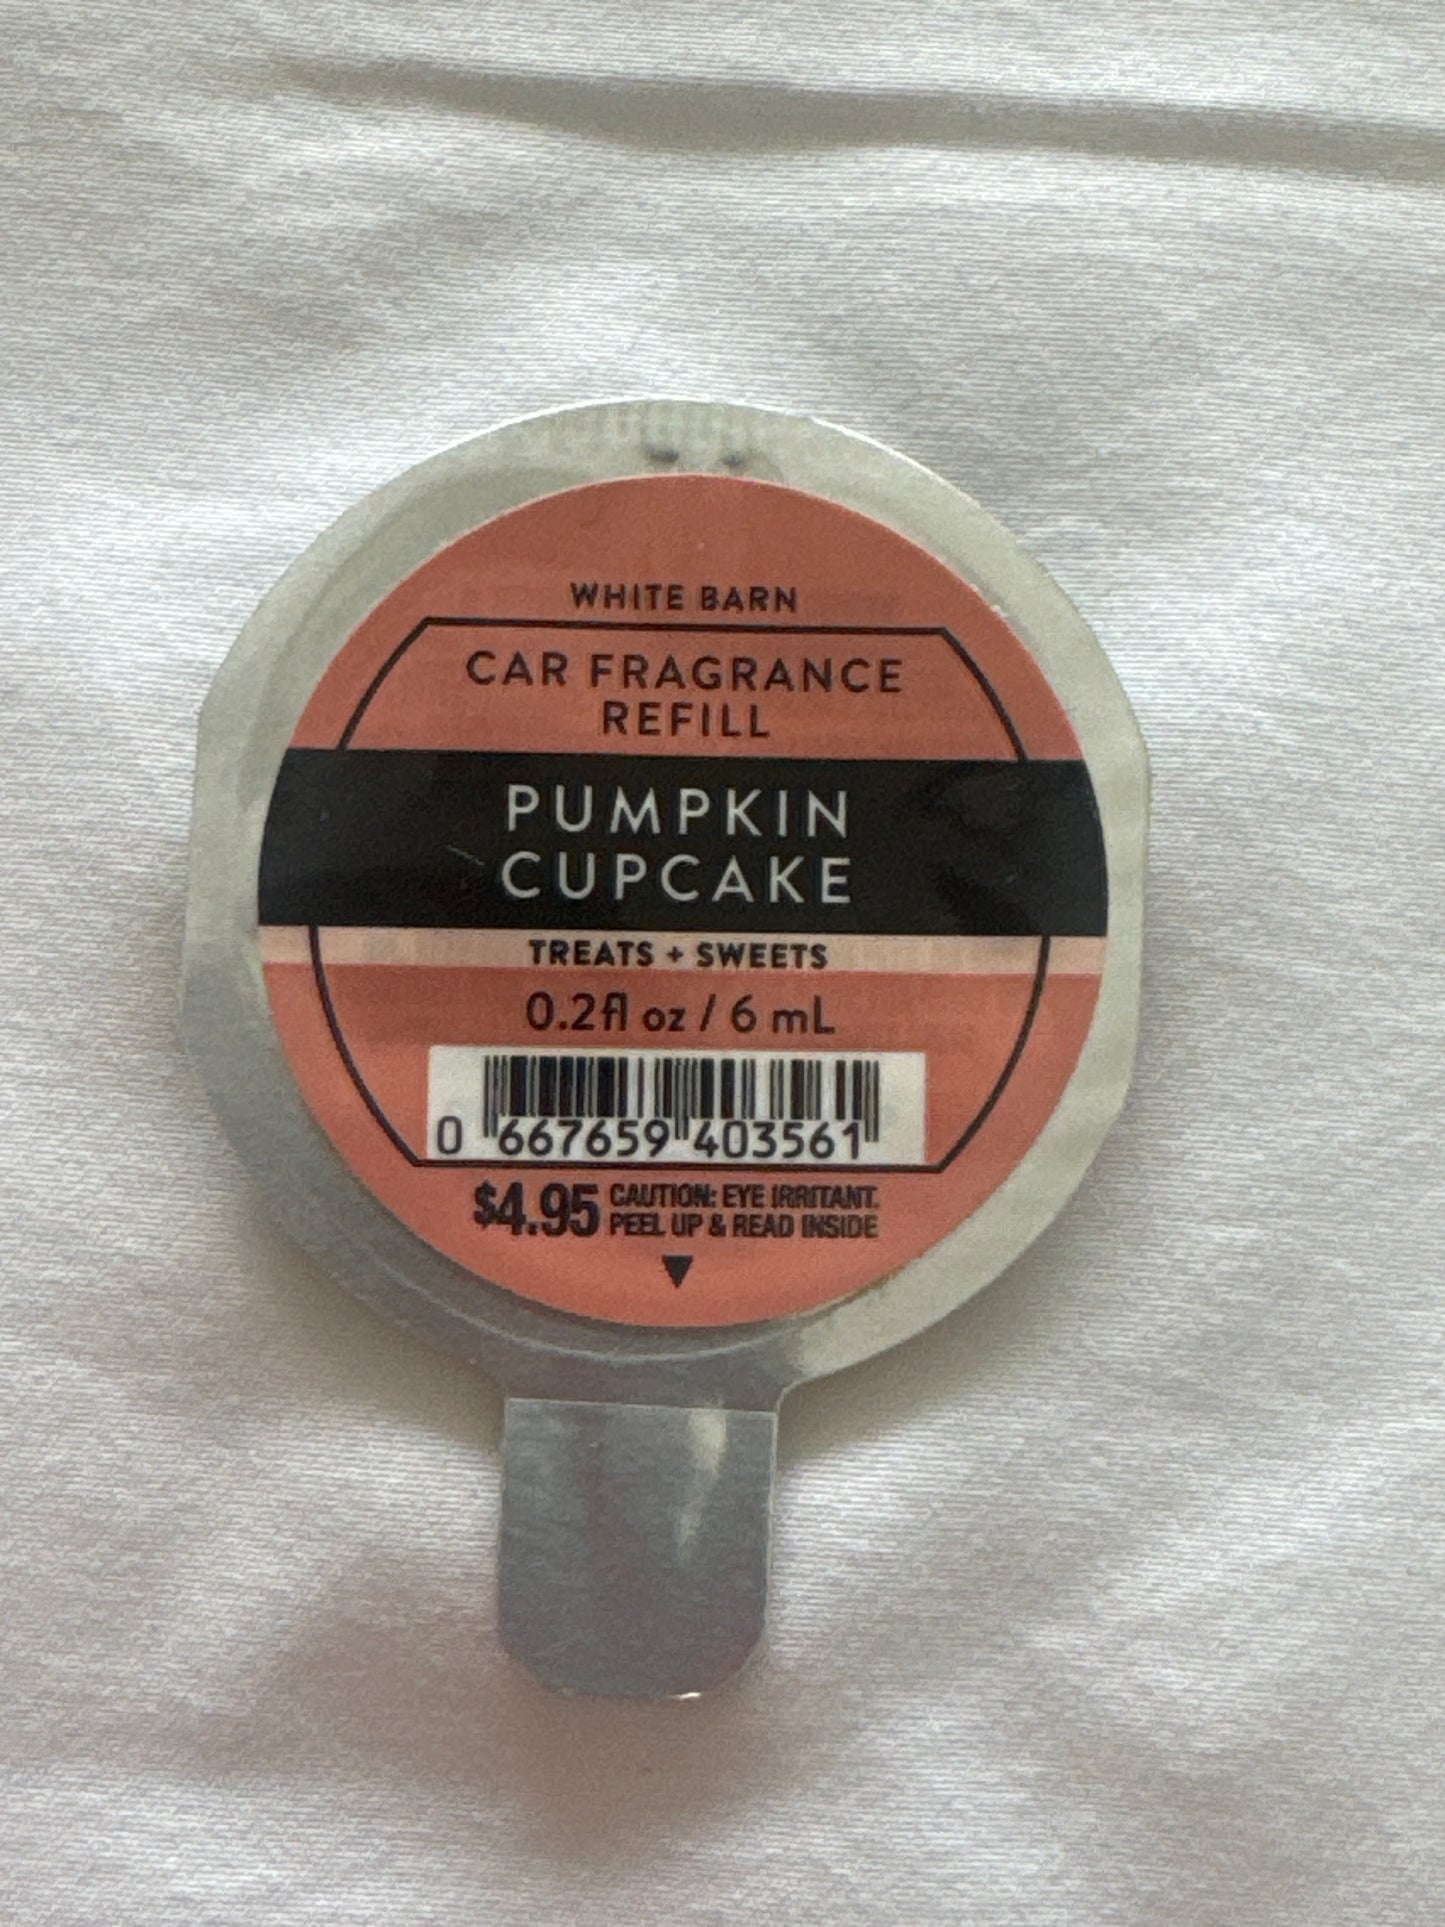 WHITE BARN
CAR FRAGRANCE
REFILL
PUMPKIN
CUPCAKE
TREATS + SWEETS
0.2fl oz / 6 mL
0 667659 403561
$4.95 CAUTION: EYE IRRITANT.
PEEL UP & READ INSIDE